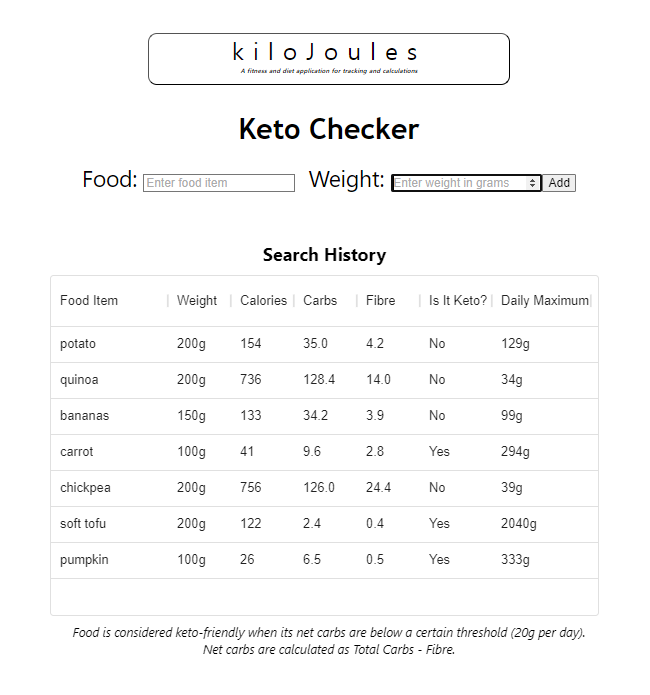 kiloJoules
A fitness and diet application for tracking and calculations
Keto Checker
Food: Enter food item Weight: Enter weight in grams Add
Search History
Food Item Weight Calories Carbs Fibre Is It Keto? Daily Maximum
potato 200g 154 35.0 4.2 No 129g
quinoa 200g 736 128.4 14.0 No 34g
bananas 150g 133 34.2 3.9 No 99g
carrot 100g 41 9.6 2.8 Yes 294g
chickpea 200g 756 126.0 24.4 No 39g
soft tofu 200g 122 2.4 0.4 Yes 2040g
pumpkin 100g 26 6.5 0.5 Yes 333g
Food is considered keto-friendly when its net carbs are below a certain threshold (20g per day).
Net carbs are calculated as Total Carbs - Fibre.